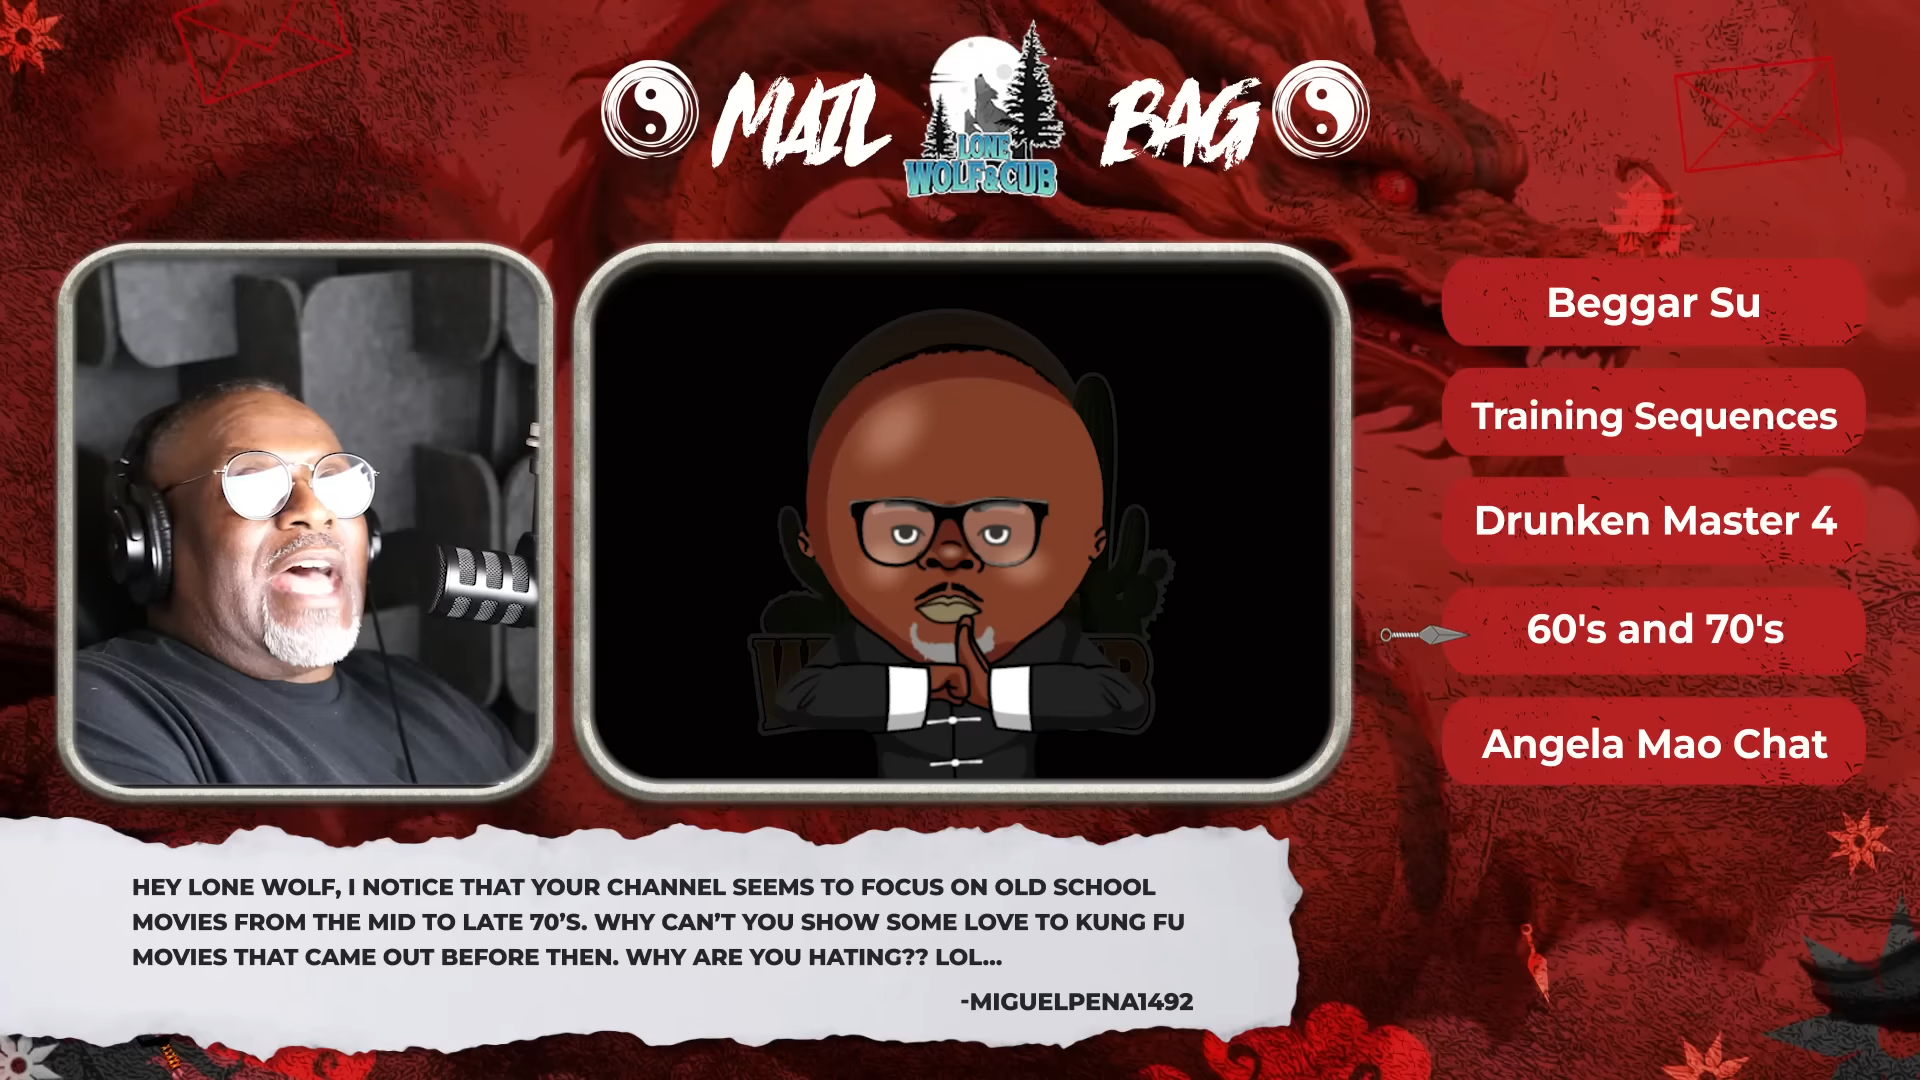 MAIL
LONE
WOLF&CUB
BAG
Beggar Su
Training Sequences
Drunken Master 4
60's and 70's
Angela Mao Chat
HEY LONE WOLF, I NOTICE THAT YOUR CHANNEL SEEMS TO FOCUS ON OLD SCHOOL
MOVIES FROM THE MID TO LATE 70’S. WHY CAN’T YOU SHOW SOME LOVE TO KUNG FU
MOVIES THAT CAME OUT BEFORE THEN. WHY ARE YOU HATING?? LOL...
-MIGUELPENA1492